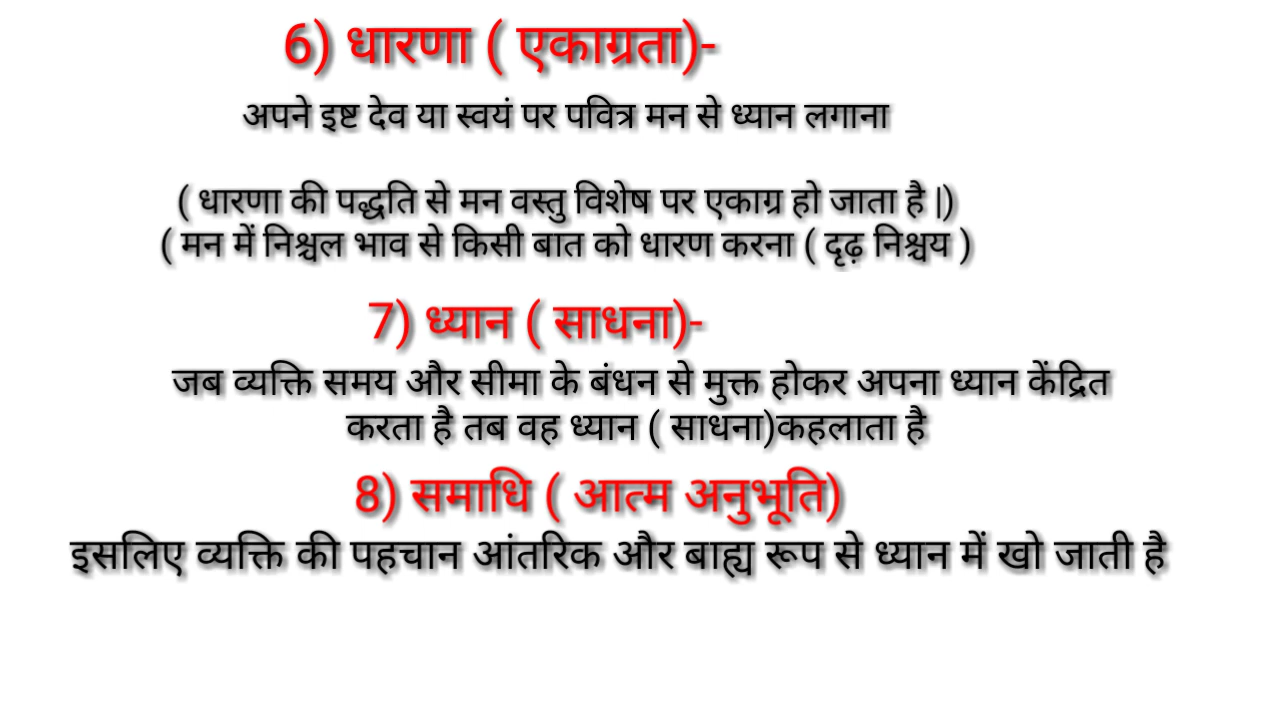 6) धारणा ( एकाग्रता)-
अपने इष्ट देव या स्वयं पर पवित्र मन से ध्यान लगाना
( धारणा की पद्धति से मन वस्तु विशेष पर एकाग्र हो जाता है |)
( मन में निश्चल भाव से किसी बात को धारण करना ( दृढ़ निश्चय )
7) ध्यान ( साधना)-
जब व्यक्ति समय और सीमा के बंधन से मुक्त होकर अपना ध्यान केंद्रित
करता है तब वह ध्यान ( साधना)कहलाता है
8) समाधि ( आत्म अनुभूति)
इसलिए व्यक्ति की पहचान आंतरिक और बाह्य रूप से ध्यान में खो जाती है